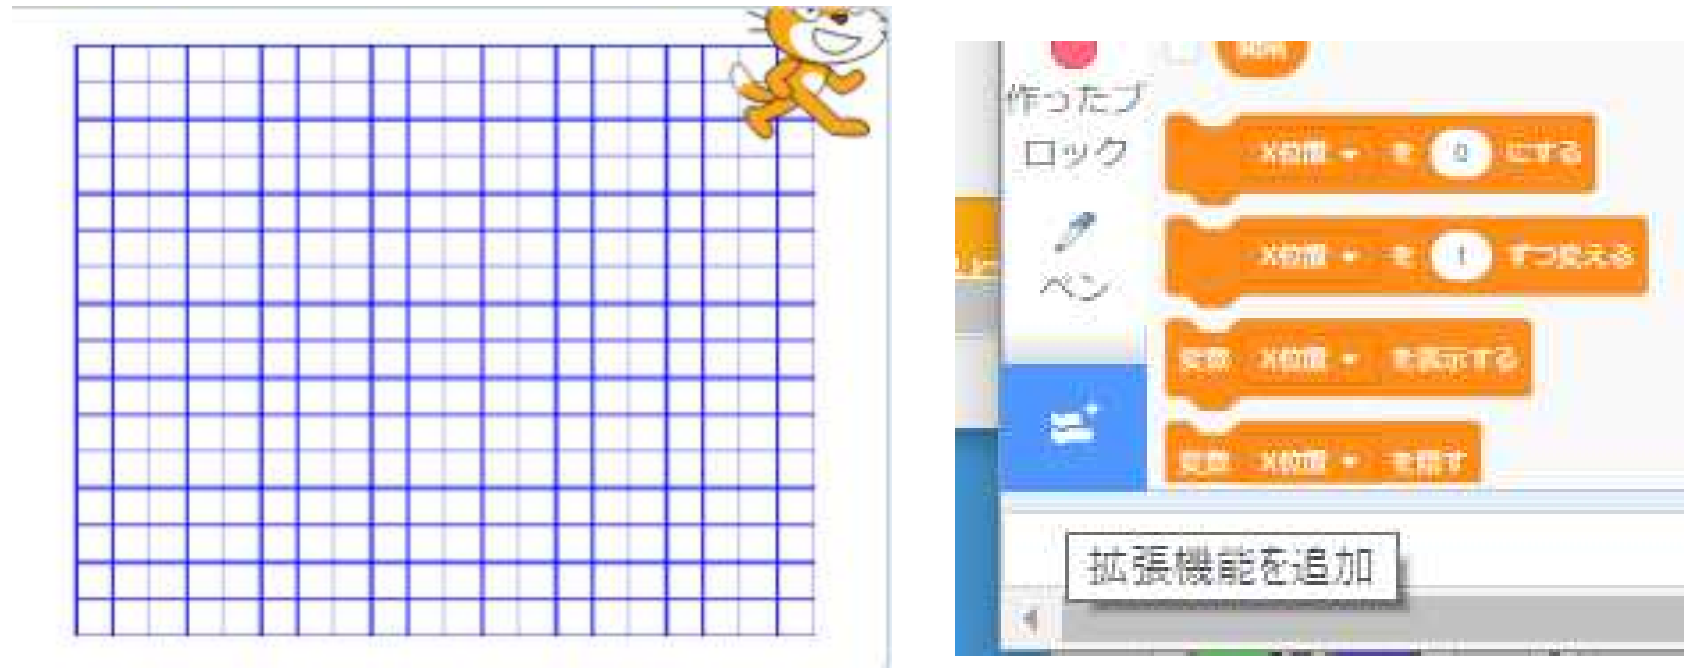 作ったブ
ロック
ペン
X位置 を 0 にする
X位置 を 1 ずつ変える
変数 X位置 を表示する
変数 X位置 を隠す
拡張機能を追加